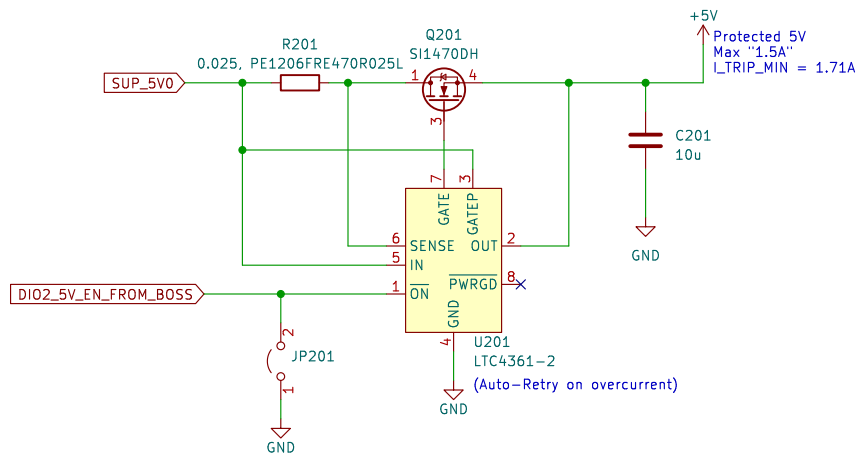 +5V
Q201
SI1470DH
R201
0.025, PE1206FRE470R025L
Protected 5V
Max "1.5A"
I_TRIP_MIN = 1.71A
SUP_5V0
1
4
3
C201
10u
7
3
GATE
GATEP
6
SENSE
OUT
2
5
IN
GND
PWRGD
8
DIO2_5V_EN_FROM_BOSS
1
ON
GND
4
2
JP201
1
U201
LTC4361-2
(Auto-Retry on overcurrent)
GND
GND